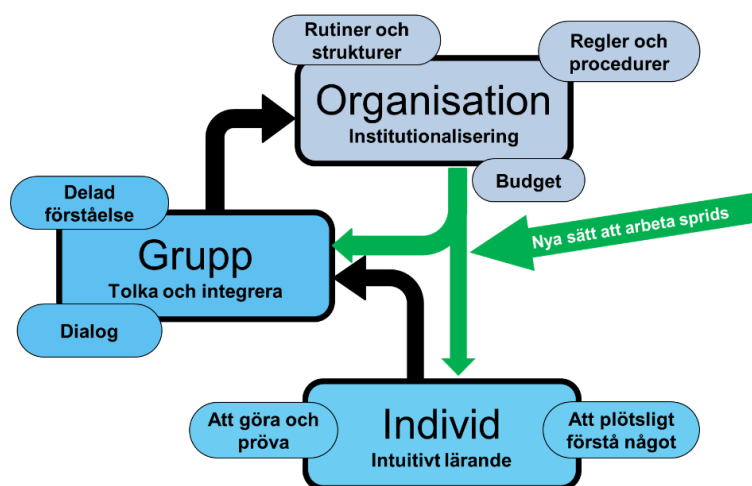 Rutiner och
strukturer
Regler och
procedurer
Organisation
Institutionalisering
Budget
Delad
förståelse
Nya sätt att arbeta sprids
Grupp
Tolka och integrera
Dialog
Att göra och
pröva
Individ
Intuitivt lärande
Att plötsligt
förstå något